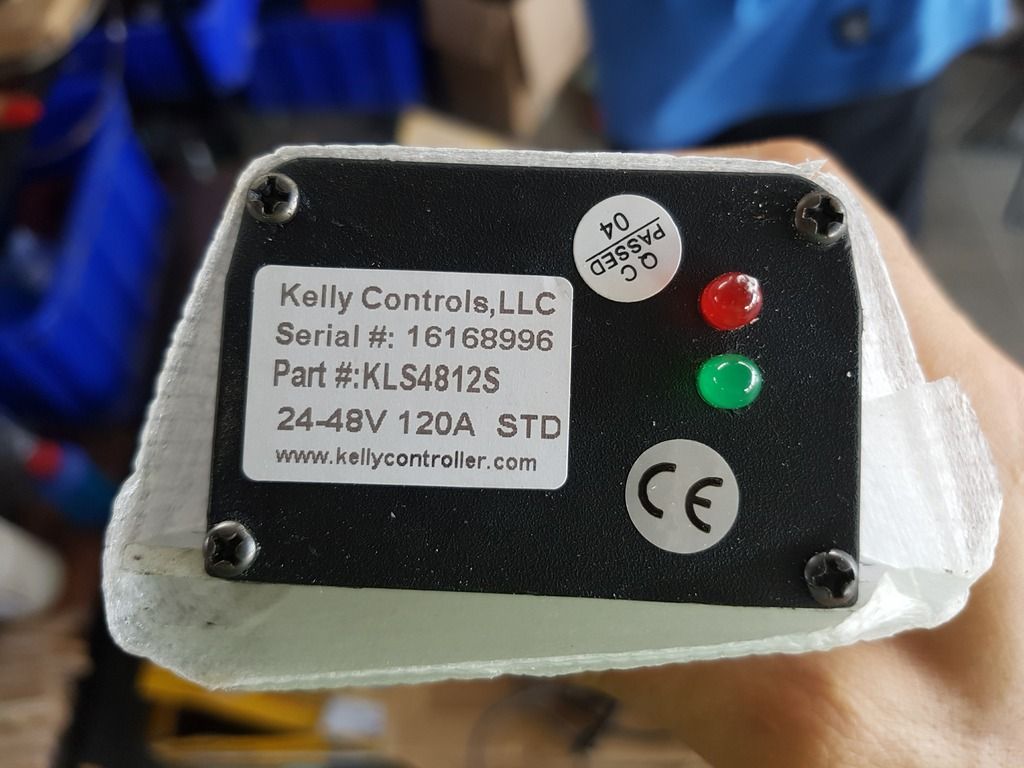 Kelly Controls,LLC
Serial #: 16168996
Part #:KLS4812S
24-48V 120A  STD
www.kellycontroller.com
Q C
PASSED
04
CE